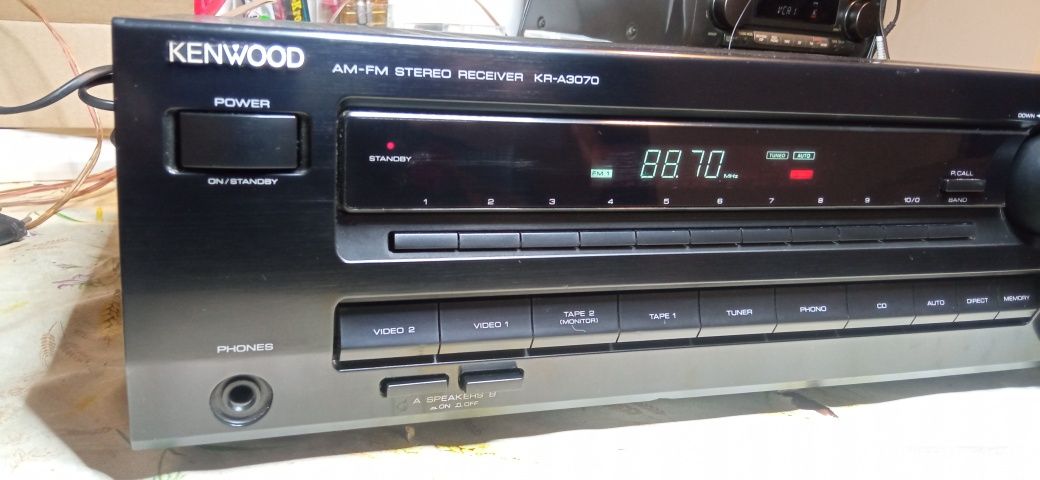 VCR 1
KENWOOD
AM-FM STEREO RECEIVER KR-A3070
DOWN
POWER
ON/STANDBY
STANDBY
FM 1
88.70 MHz
TUNED AUTO
P.CALL
BAND
1 2 3 4 5 6 7 8 9 10/0
VIDEO 2
VIDEO 1
TAPE 2
(MONITOR)
TAPE 1
TUNER
PHONO
CD
AUTO
DIRECT
MEMORY
PHONES
A SPEAKERS B
ON OFF